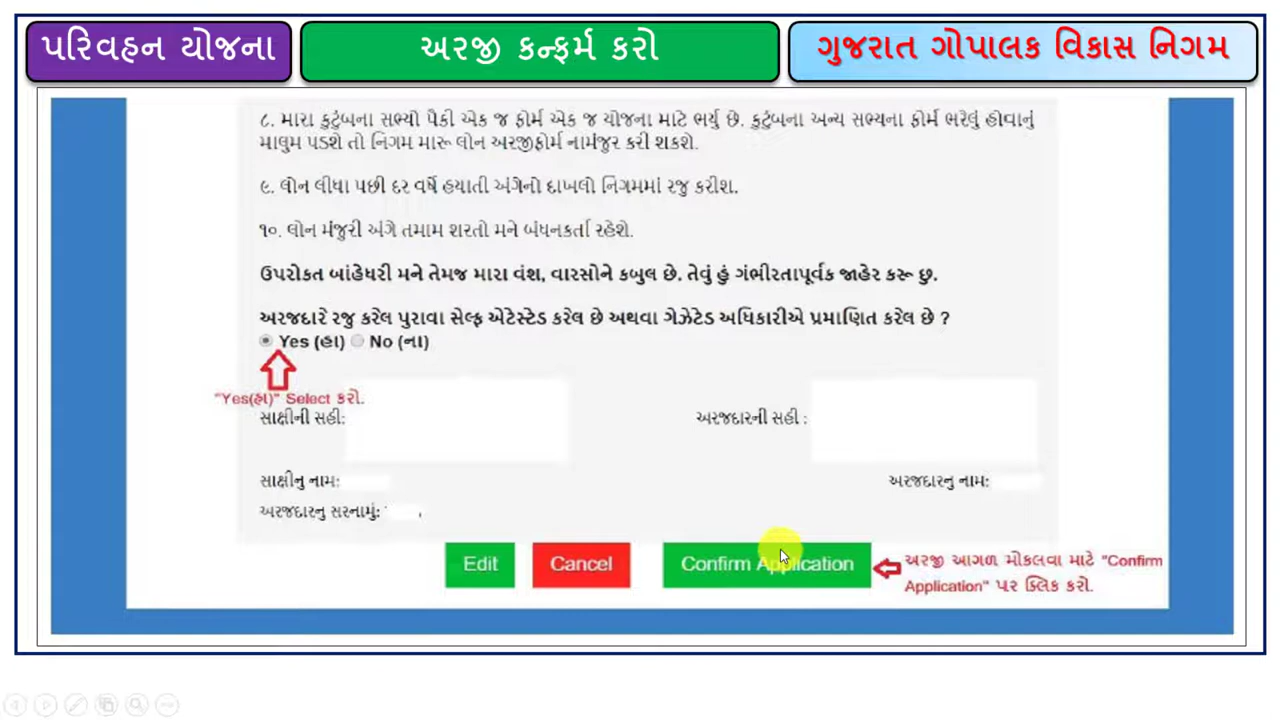 પરિવહન યોજના
અરજી કન્ફર્મ કરો
ગુજરાત ગોપાલક વિકાસ નિગમ
૮. મારા કુટુંબના સભ્યો પૈકી એક જ ફોર્મ એક જ યોજના માટે ભર્યુ છે. કુટુંબના અન્ય સભ્યના ફોર્મ ભરેલું હોવાનું
માલુમ પડશે તો નિગમ મારૂ લોન અરજીફોર્મ નામંજુર કરી શકશે.
૯. લોન લીધા પછી દર વર્ષે હયાતી અંગેનો દાખલો નિગમમાં રજુ કરીશ.
૧૦. લોન મંજુરી અંગે તમામ શરતો મને બંધનકર્તા રહેશે.
ઉપરોકત બાંહેધરી મને તેમજ મારા વંશ, વારસોને કબુલ છે. તેવું હું ગંભીરતાપૂર્વક જાહેર કરૂ છુ.
અરજદારે રજુ કરેલ પુરાવા સેલ્ફ એટેસ્ટેડ કરેલ છે અથવા ગેઝેટેડ અધિકારીએ પ્રમાણિત કરેલ છે ?
Yes (હા) No (ના)
"Yes(હા)" Select કરો.
સાક્ષીની સહી:
અરજદારની સહી :
સાક્ષીનુ નામ:
અરજદારનુ નામ:
અરજદારનુ સરનામું:
Edit
Cancel
Confirm Application
અરજી આગળ મોકલવા માટે "Confirm
Application" પર ક્લિક કરો.